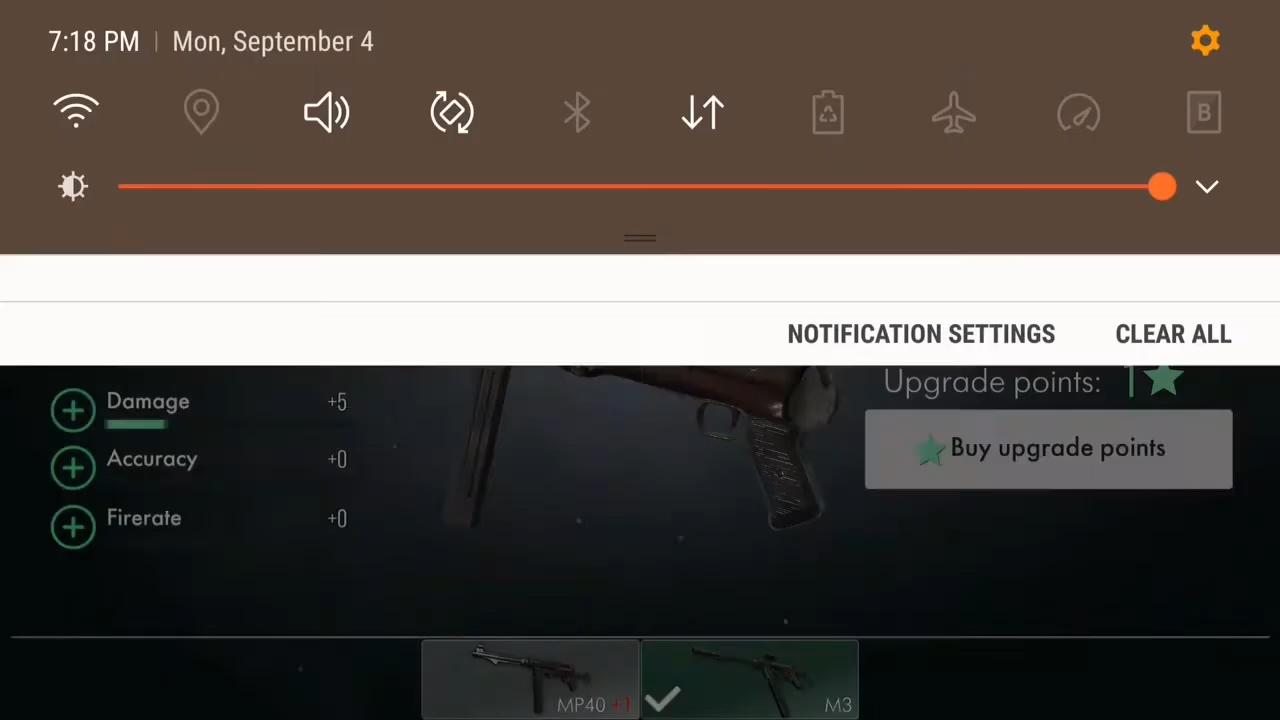 7:18 PM | Mon, September 4
B
NOTIFICATION SETTINGS CLEAR ALL
Upgrade points: 1
Damage +5
Buy upgrade points
Accuracy +0
Firerate +0
MP40 +1 M3